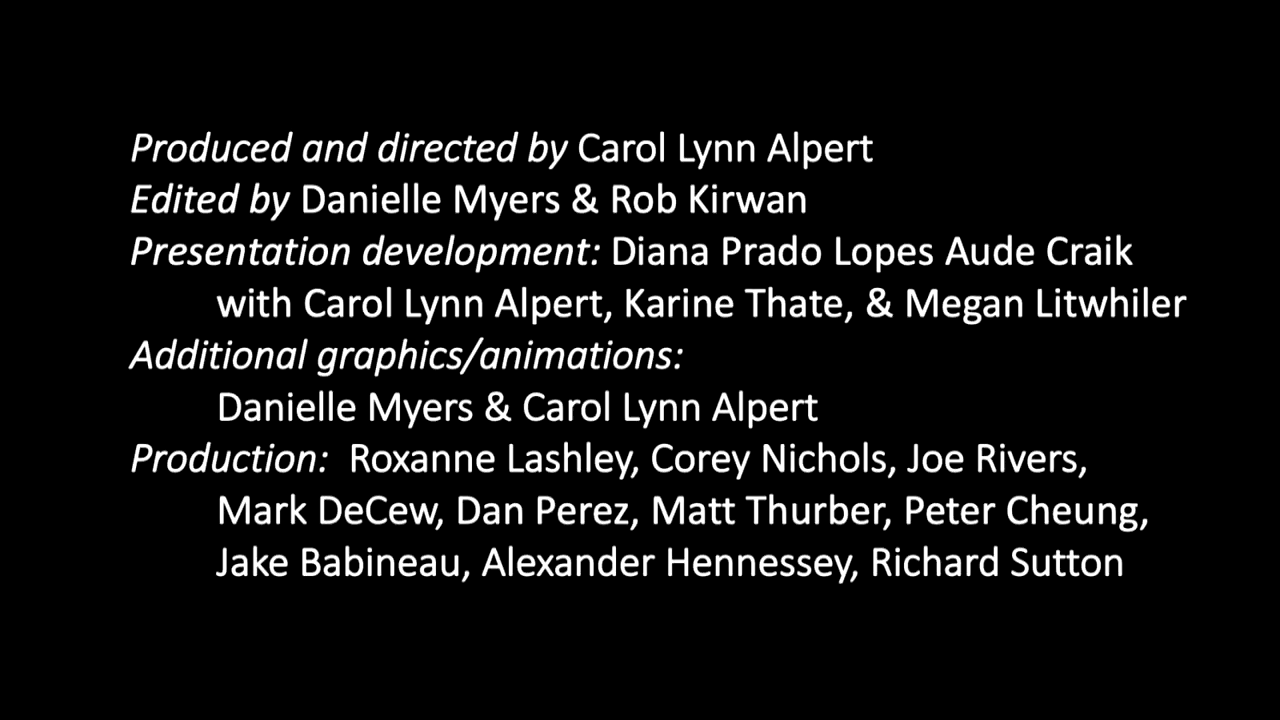 Produced and directed by Carol Lynn Alpert
Edited by Danielle Myers & Rob Kirwan
Presentation development: Diana Prado Lopes Aude Craik
with Carol Lynn Alpert, Karine Thate, & Megan Litwhiler
Additional graphics/animations:
Danielle Myers & Carol Lynn Alpert
Production: Roxanne Lashley, Corey Nichols, Joe Rivers,
Mark DeCew, Dan Perez, Matt Thurber, Peter Cheung,
Jake Babineau, Alexander Hennessey, Richard Sutton